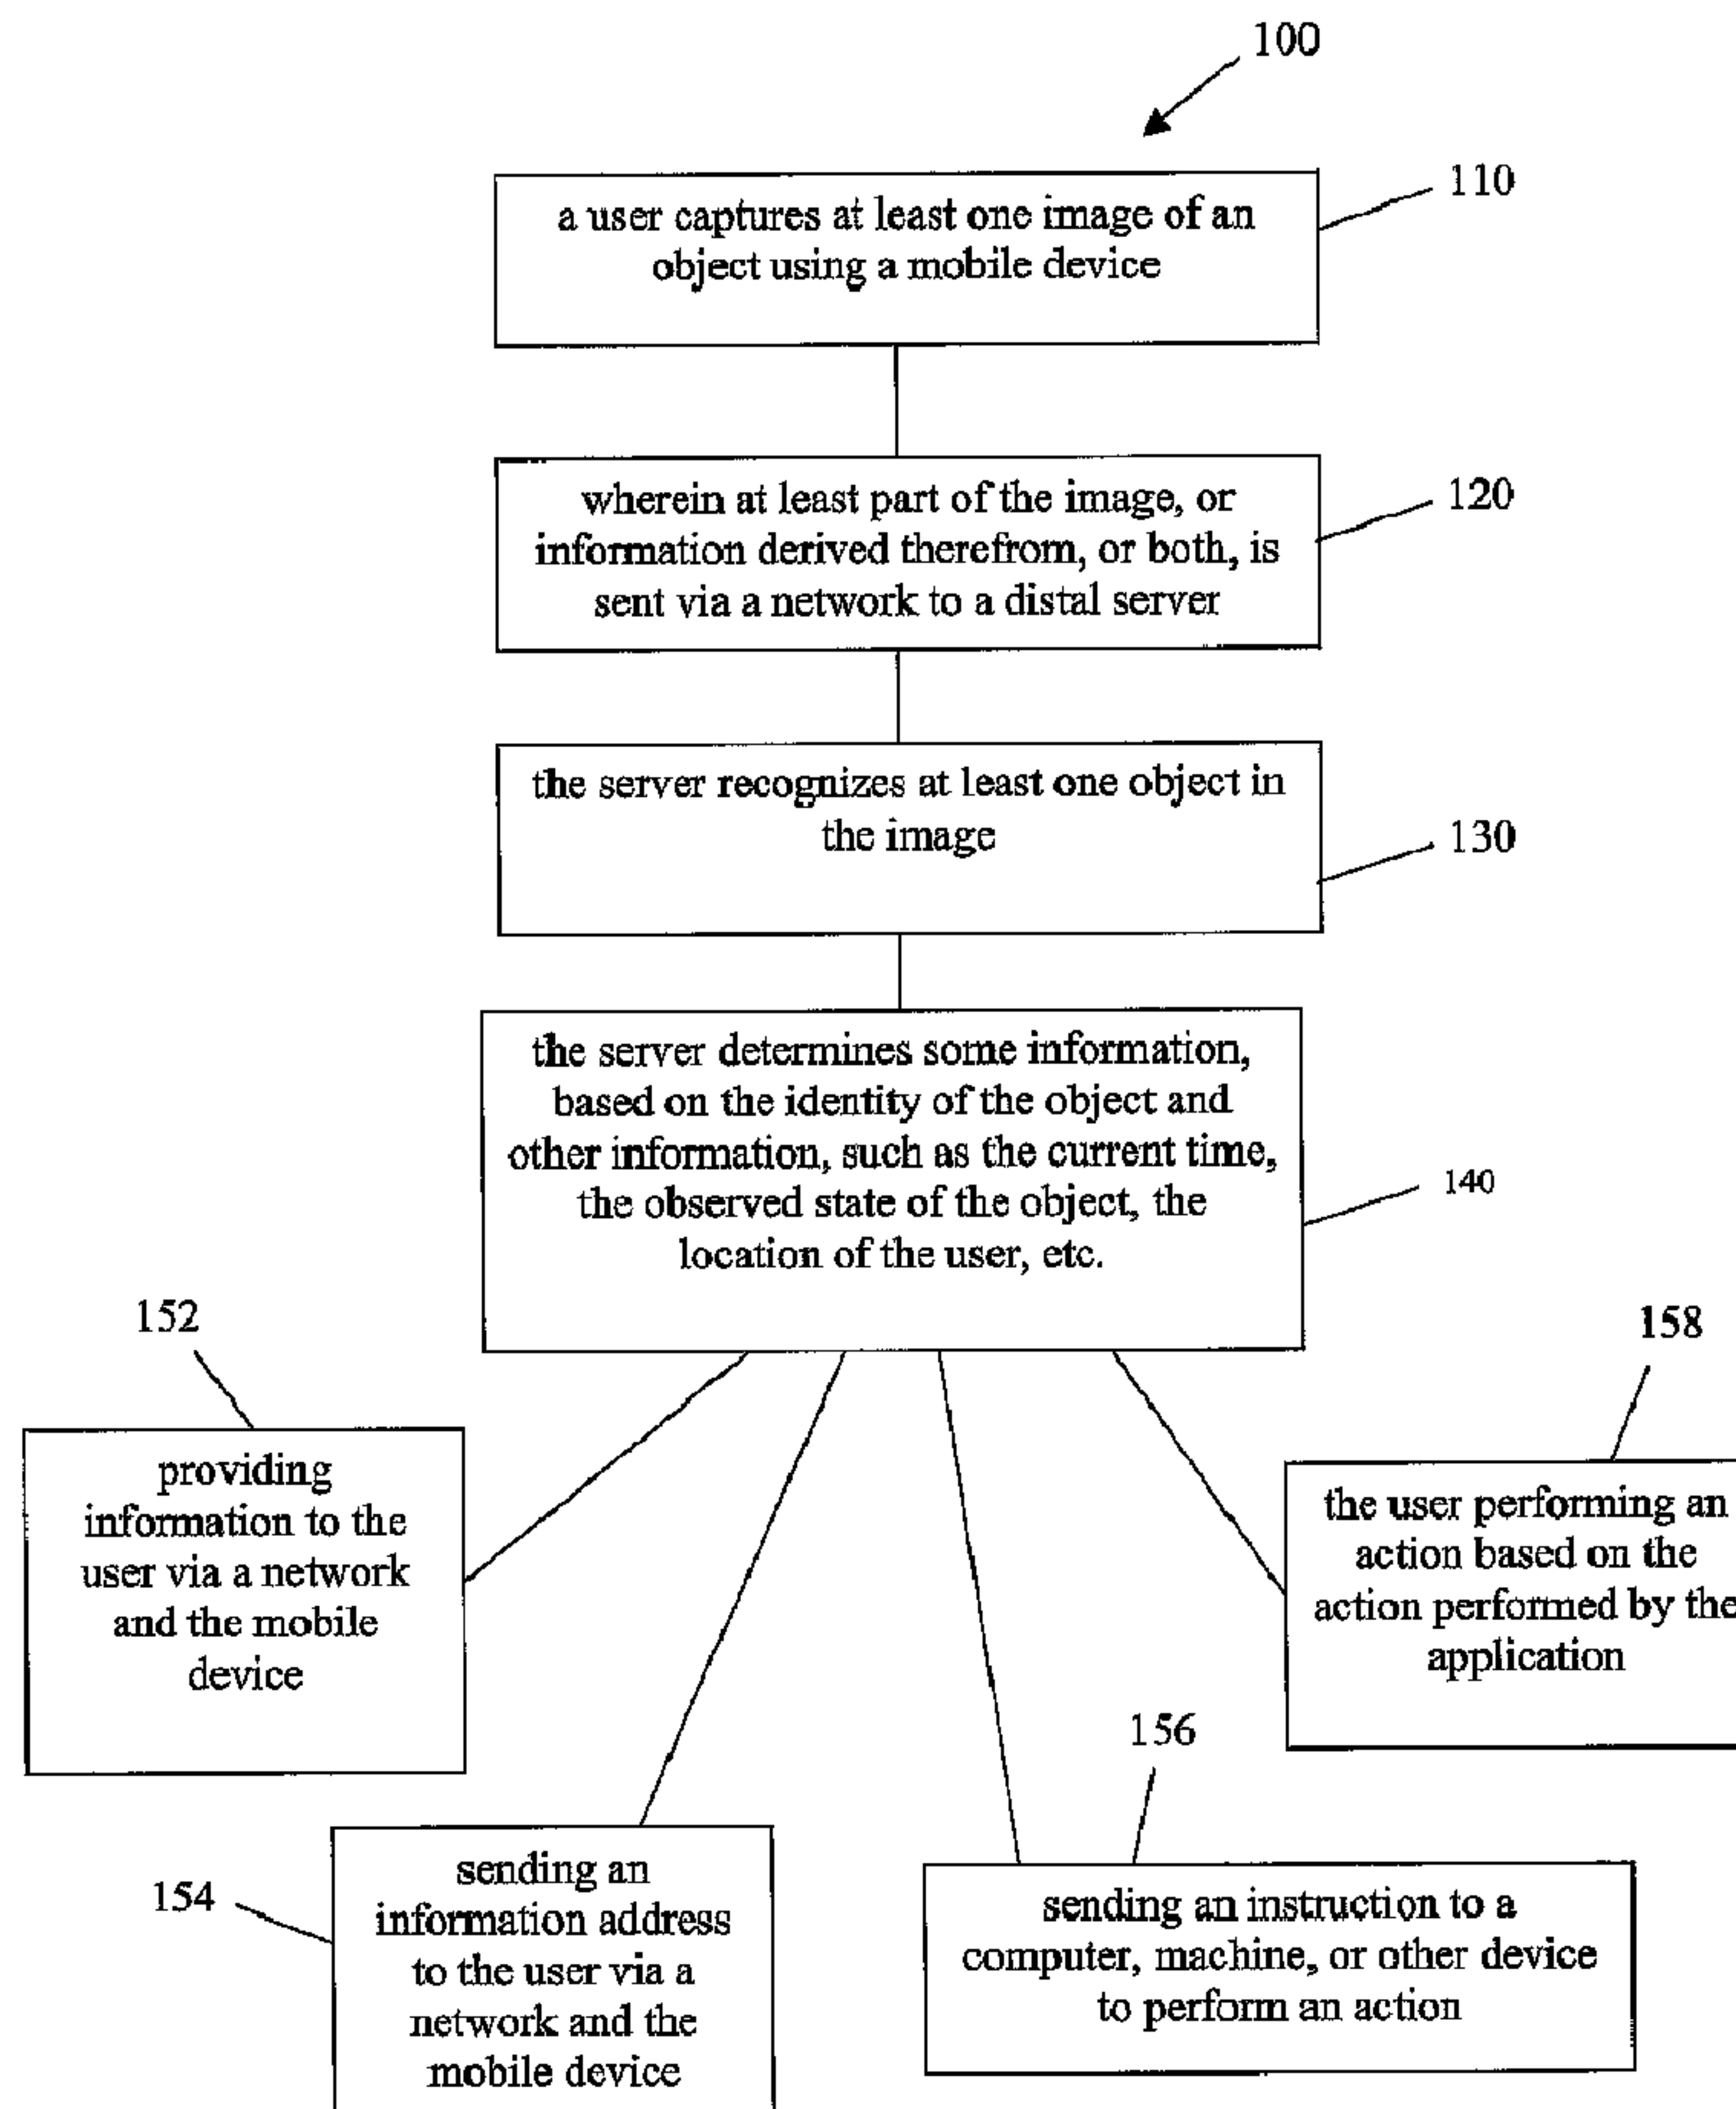 100
a user captures at least one image of an
object using a mobile device
110
wherein at least part of the image, or
information derived therefrom, or both, is
sent via a network to a distal server
120
the server recognizes at least one object in
the image
130
the server determines some information,
based on the identity of the object and
other information, such as the current time,
the observed state of the object, the
location of the user, etc.
140
152
providing
information to the
user via a network
and the mobile
device
158
the user performing an
action based on the
action performed by the
application
154
sending an
information address
to the user via a
network and the
mobile device
156
sending an instruction to a
computer, machine, or other device
to perform an action